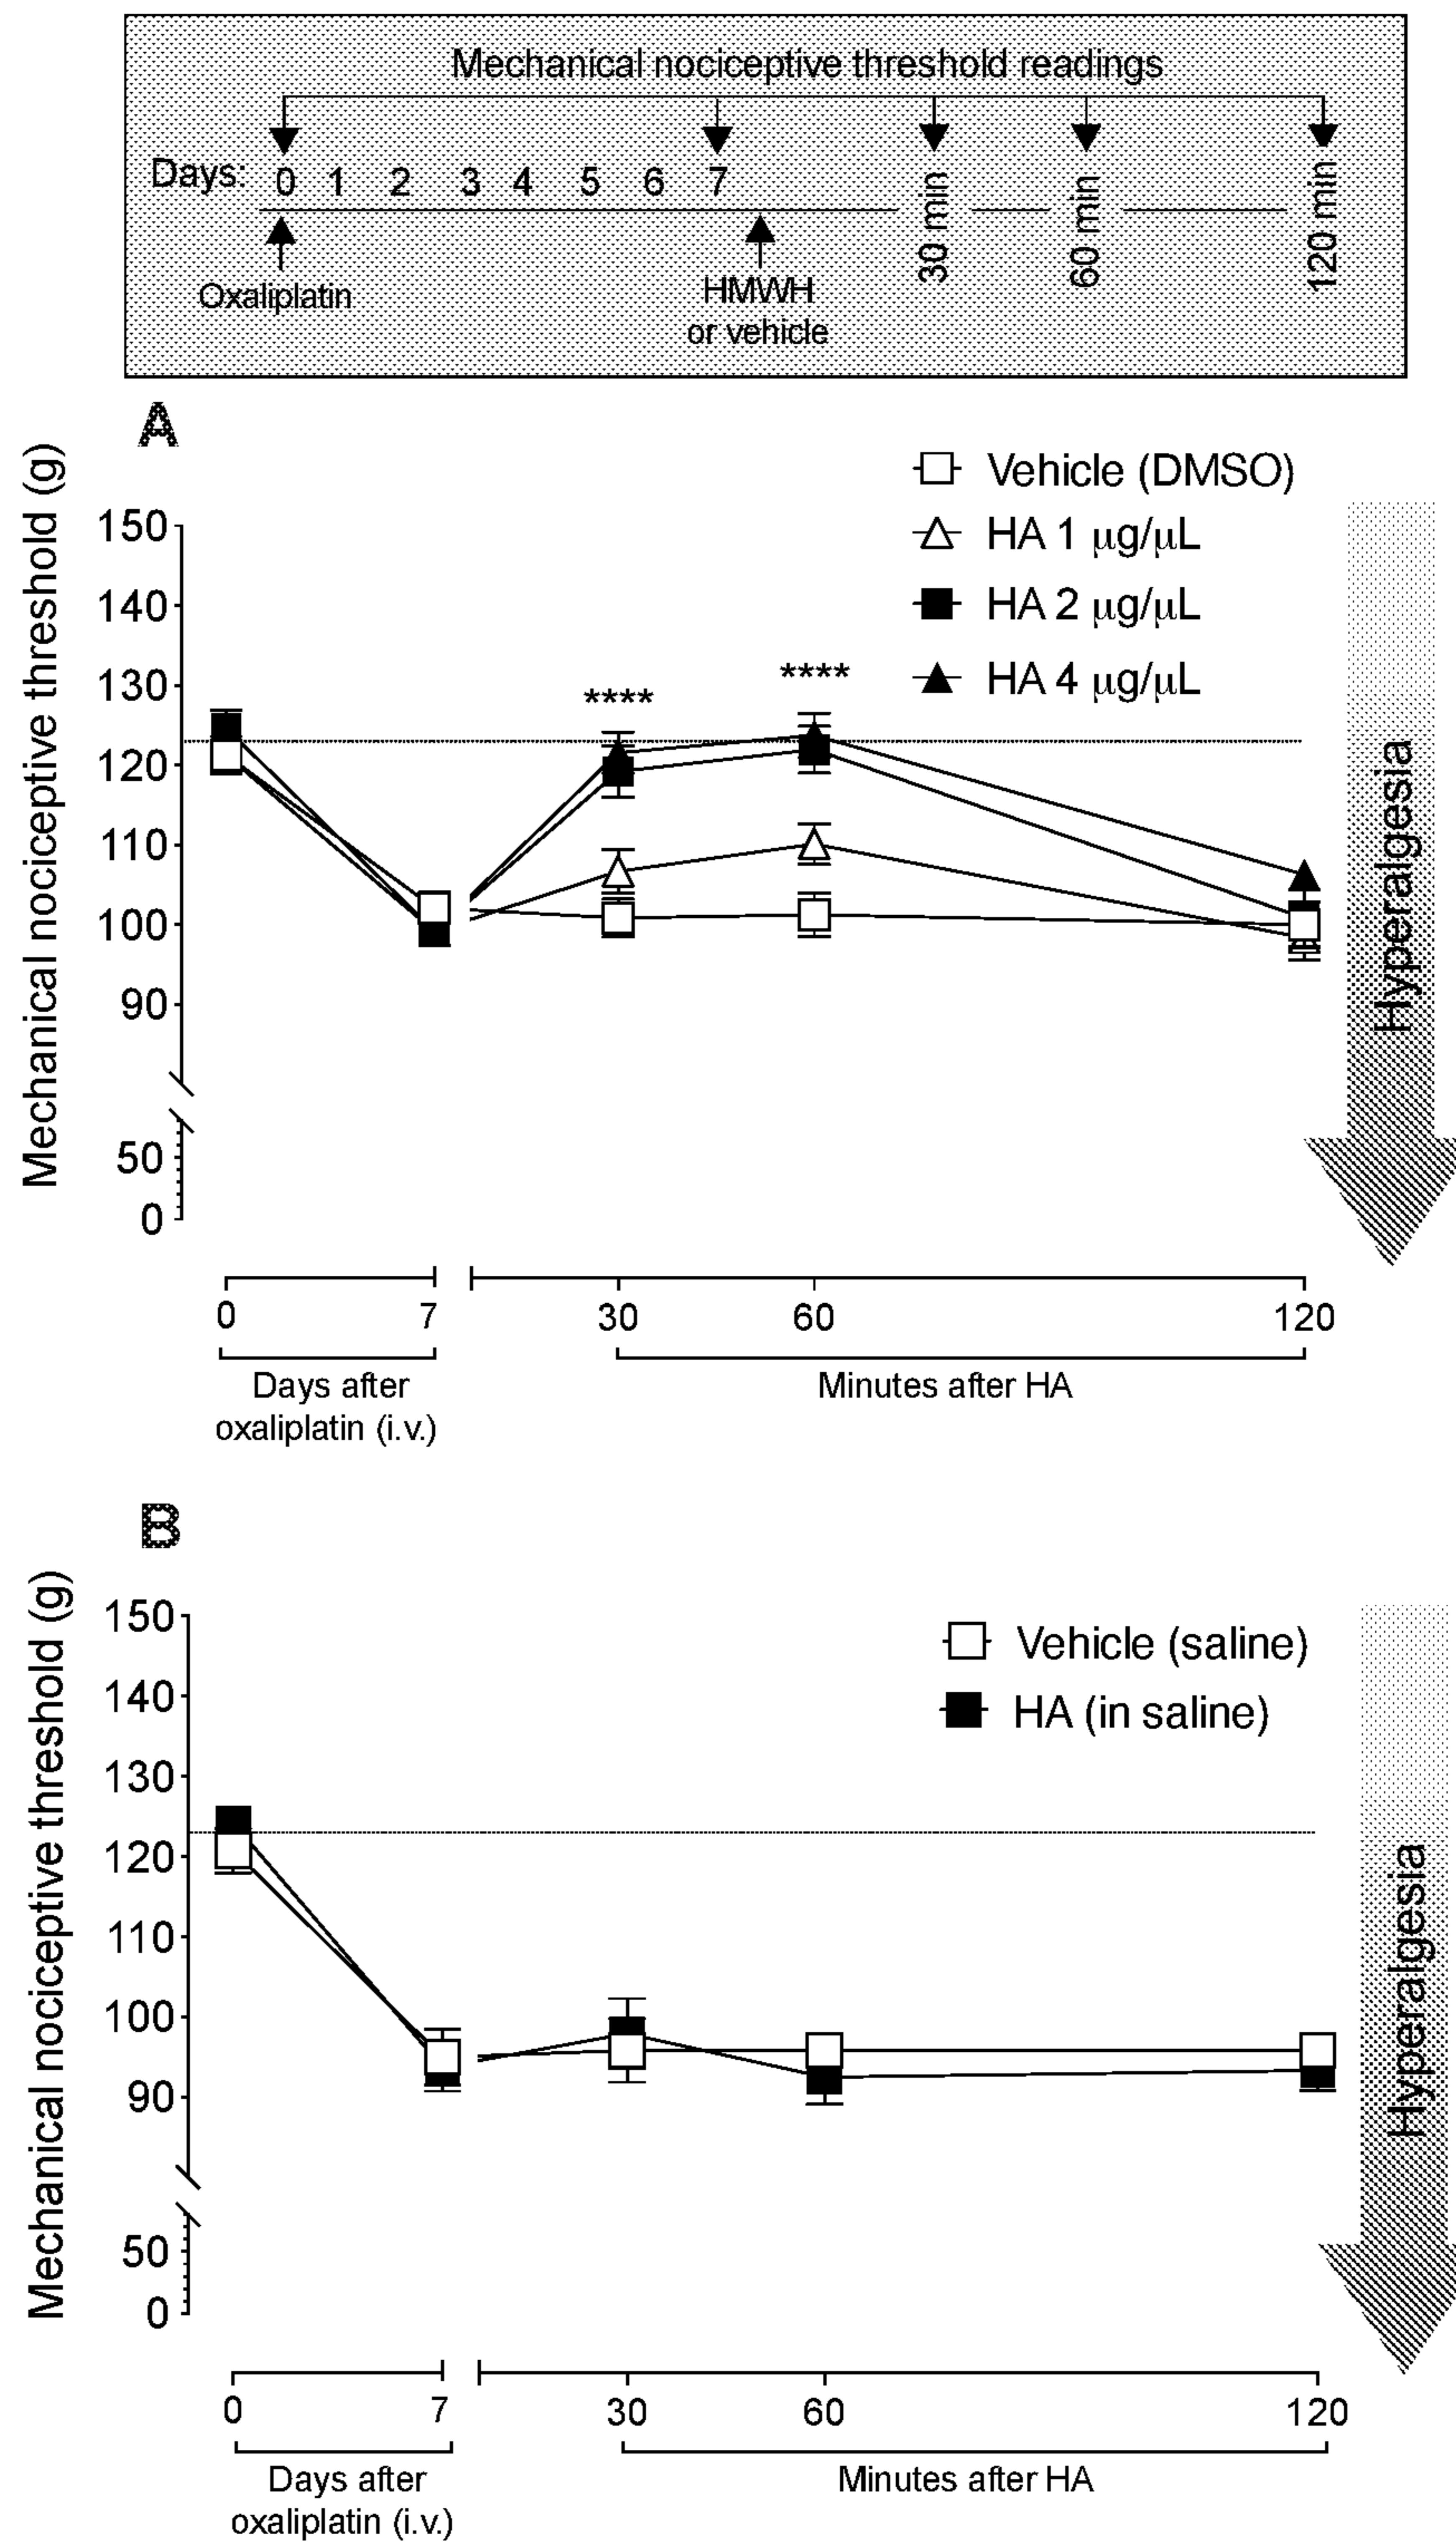 Mechanical nociceptive threshold readings
Days: 0 1 2 3 4 5 6 7
30 min
60 min
120 min
Oxaliplatin
HMWH
or vehicle
A
Mechanical nociceptive threshold (g)
Vehicle (DMSO)
HA 1 μg/μL
HA 2 μg/μL
HA 4 μg/μL
150
140
130
120
110
100
90
50
0
****
****
Hyperalgesia
0 7 30 60 120
Days after
oxaliplatin (i.v.)
Minutes after HA
B
Mechanical nociceptive threshold (g)
Vehicle (saline)
HA (in saline)
150
140
130
120
110
100
90
50
0
Hyperalgesia
0 7 30 60 120
Days after
oxaliplatin (i.v.)
Minutes after HA